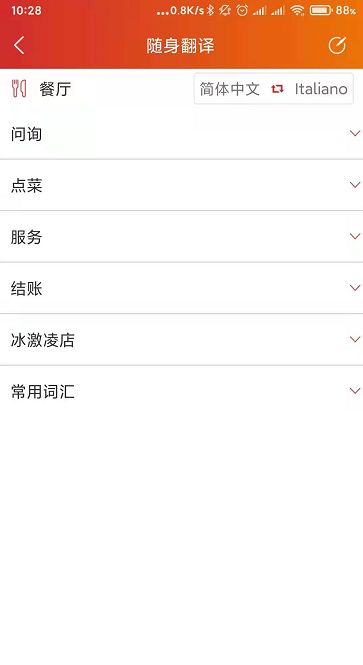 10:28 ...0.8K/s 88%
随身翻译
餐厅 简体中文 Italiano
问询
点菜
服务
结账
冰激凌店
常用词汇